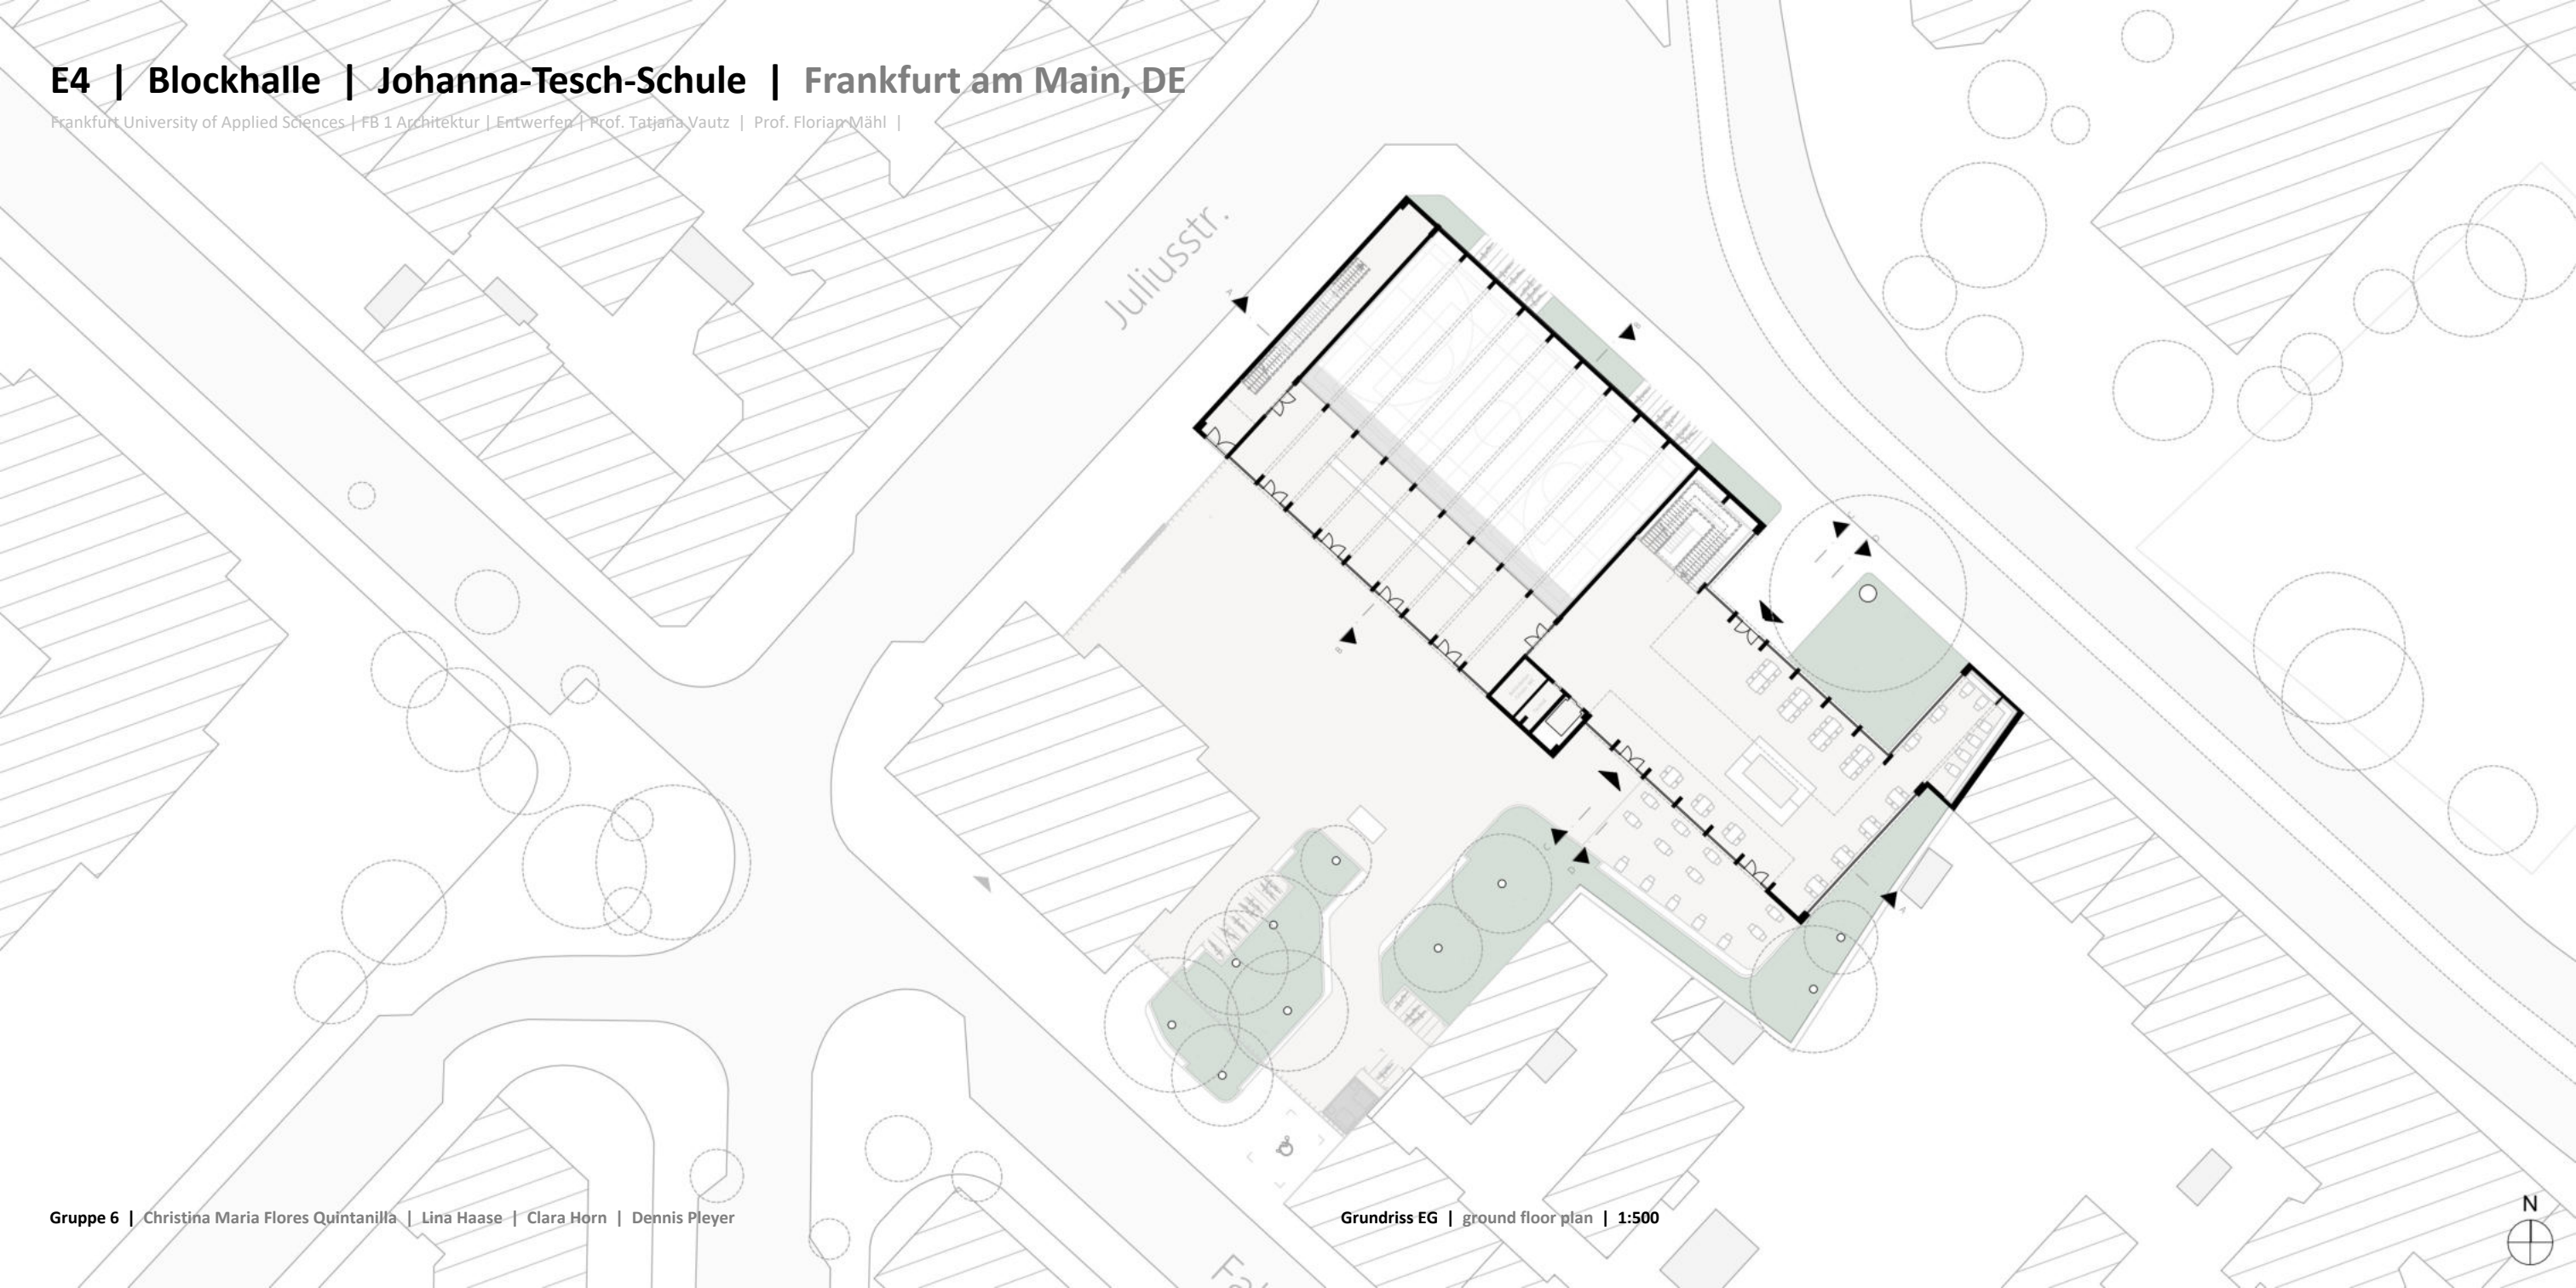 E4 | Blockhalle | Johanna-Tesch-Schule | Frankfurt am Main, DE
Frankfurt University of Applied Sciences | FB 1 Architektur | Entwerfen | Prof. Tatjana Vautz | Prof. Florian Mähl |
Juliusstr.
A
B
B
C
D
C
D
A
Gruppe 6 | Christina Maria Flores Quintanilla | Lina Haase | Clara Horn | Dennis Pleyer
Grundriss EG | ground floor plan | 1:500
N